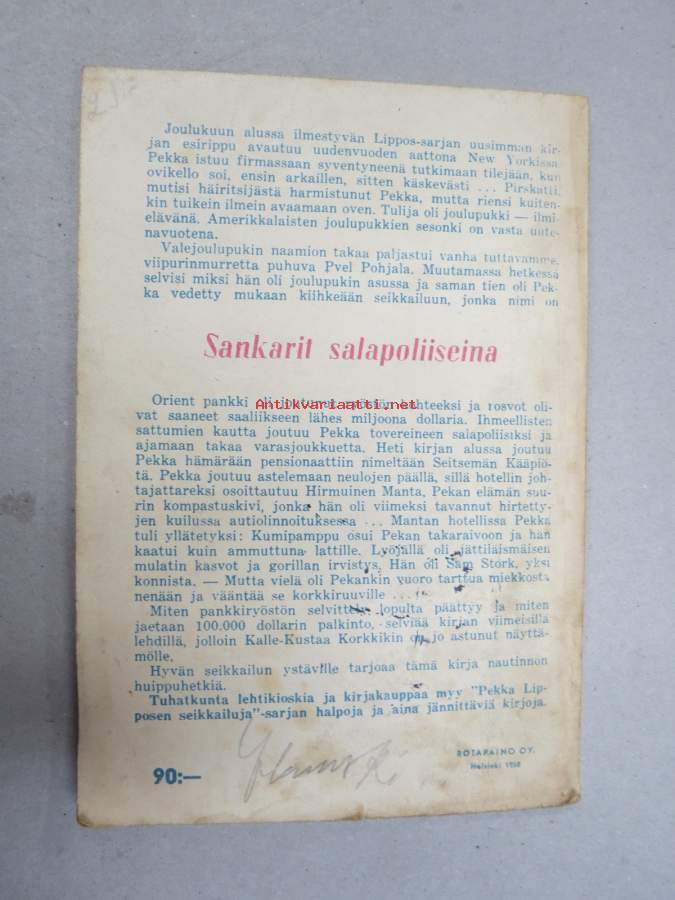 Joulukuun alussa ilmestyvän Lippos-sarjan uusimman kir-
jan esirippu avautuu uudenvuoden aattona New Yorkissa.
Pekka istuu firmassaan syventyneenä tutkimaan tilejään, kun
ovikello soi, ensin arkaillen, sitten käskevästi ... Pirskatti,
mutisi häiritsijästä harmistunut Pekka, mutta riensi kuiten-
kin tuikein ilmein avaamaan oven. Tulija oli joulupukki — ilmi-
elävänä. Amerikkalaisten joulupukkien sesonki on vasta uute-
navuotena.
Valejoulupukin naamion takaa paljastui vanha tuttavamme,
viipurinmurretta puhuva Pvel Pohjala. Muutamassa hetkessä
selvisi miksi hän oli joulupukin asussa ja saman tien oli Pek-
ka vedetty mukaan kiihkeään seikkailuun, jonka nimi on
Sankarit salapoliiseina
Orient pankki oli joutunut ryöstön kohteeksi ja rosvot oli-
Antikvariaatti.net
vat saaneet saaliikseen lähes miljoona dollaria. Ihmeellisten
sattumien kautta joutuu Pekka tovereineen salapoliisiksi ja
ajamaan takaa varasjoukkuetta. Heti kirjan alussa joutuu
Pekka hämärään pensionaattiin nimeltään Seitsemän Kääpiö-
tä. Pekka joutuu astelemaan neulojen päällä, sillä hotellin joh-
tajattareksi osoittautuu Hirmuinen Manta, Pekan elämän suu-
rin kompastuskivi, jonka hän oli viimeksi tavannut hirtetty-
jen kuilussa autiolinnoituksessa ... Mantan hotellissa Pekka
tuli yllätetyksi: Kumipamppu osui Pekan takaraivoon ja hän
kaatui kuin ammuttuna lattille. Lyöjällä oli jättiläismäisen
mulatin kasvot ja gorillan irvistys. Hän oli Sam Stork, yksi
konnista. — Mutta vielä oli Pekankin vuoro tarttua miekkosta
nenään ja vääntää se korkkiruuville ...
Miten pankkiryöstön selvittely lopulta päättyy ja miten
jaetaan 100.000 dollarin palkinto, selviää kirjan viimeisillä
lehdillä, jolloin Kalle-Kustaa Korkkikin on jo astunut näyttä-
mölle.
Hyvän seikkailun ystäville tarjoaa tämä kirja nautinnon
huippuhetkiä.
Tuhatkunta lehtikioskia ja kirjakauppaa myy "Pekka Lip-
posen seikkailuja"-sarjan halpoja ja aina jännittäviä kirjoja.
90:—
ROTAPAINO OY.
Helsinki